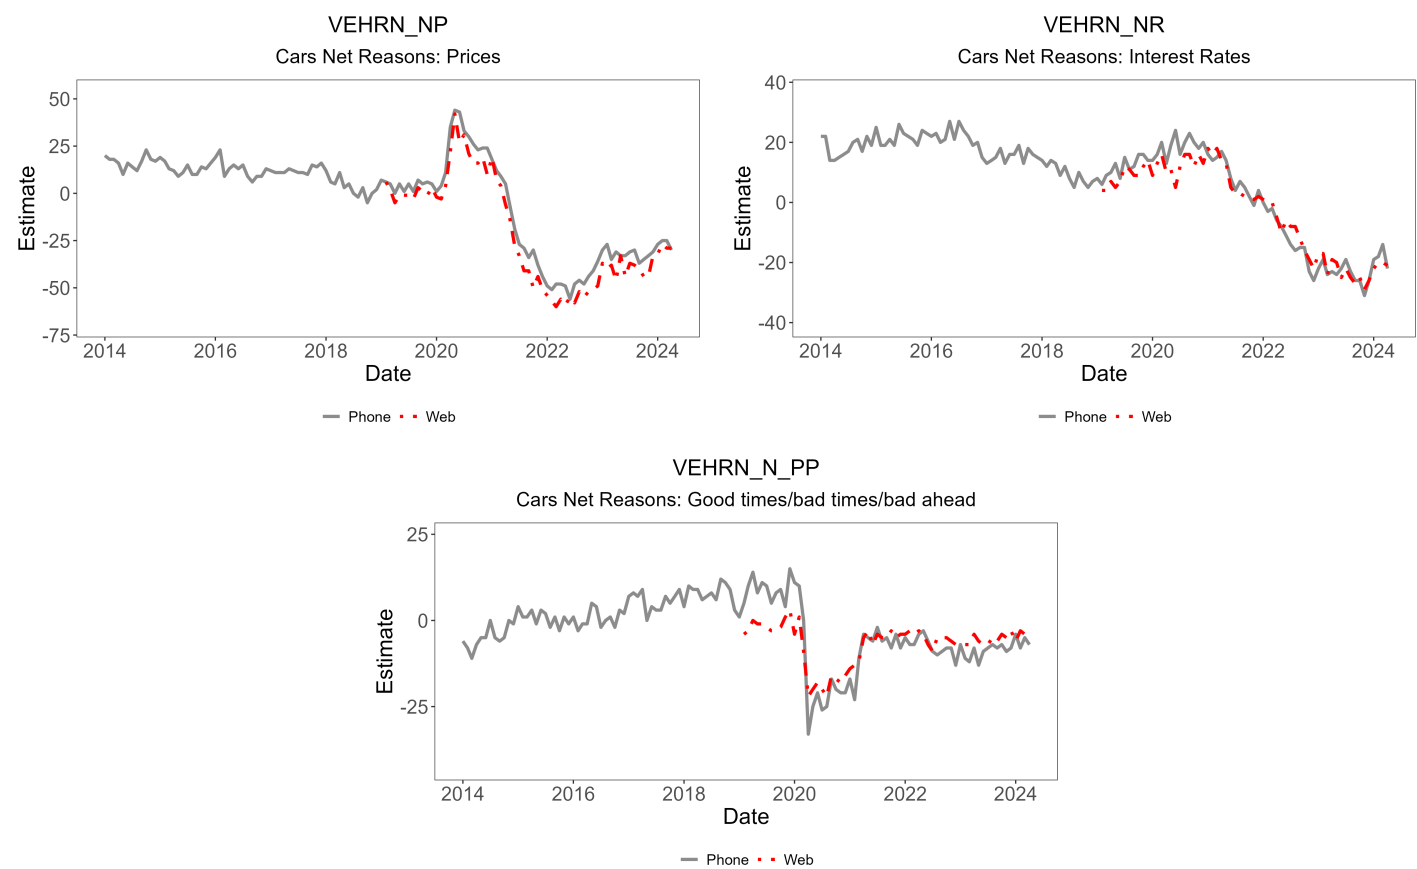 VEHRN_NP
Cars Net Reasons: Prices
50
25
0
-25
-50
-75
Estimate
2014 2016 2018 2020 2022 2024
Date
Phone Web
VEHRN_NR
Cars Net Reasons: Interest Rates
40
20
0
-20
-40
Estimate
2014 2016 2018 2020 2022 2024
Date
Phone Web
VEHRN_N_PP
Cars Net Reasons: Good times/bad times/bad ahead
25
0
-25
Estimate
2014 2016 2018 2020 2022 2024
Date
Phone Web